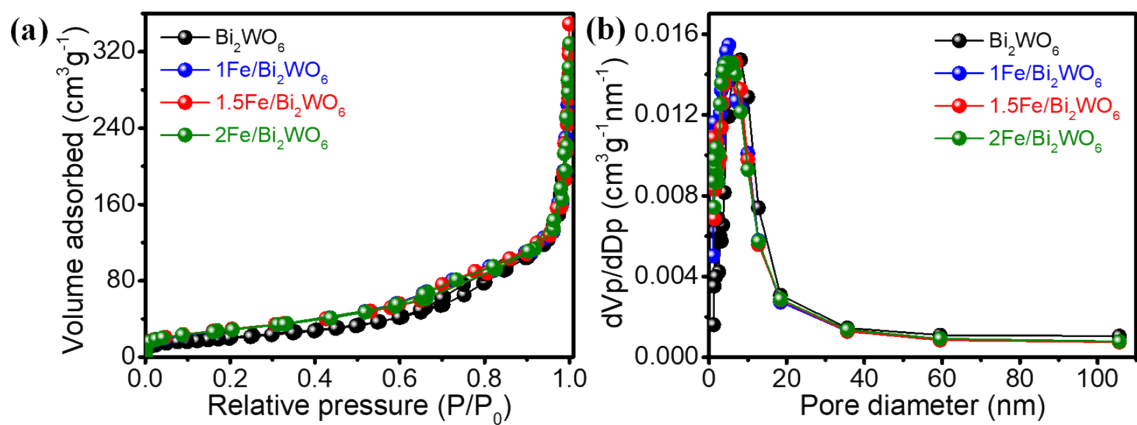 (a)
Volume adsorbed (cm³g⁻¹)
360
240
160
80
0
Bi₂WO₆
1Fe/Bi₂WO₆
1.5Fe/Bi₂WO₆
2Fe/Bi₂WO₆
0.0 0.2 0.4 0.6 0.8 1.0
Relative pressure (P/P₀)
(b)
dVp/dDp (cm³g⁻¹nm⁻¹)
0.016
0.012
0.008
0.004
0.000
Bi₂WO₆
1Fe/Bi₂WO₆
1.5Fe/Bi₂WO₆
2Fe/Bi₂WO₆
0 20 40 60 80 100
Pore diameter (nm)